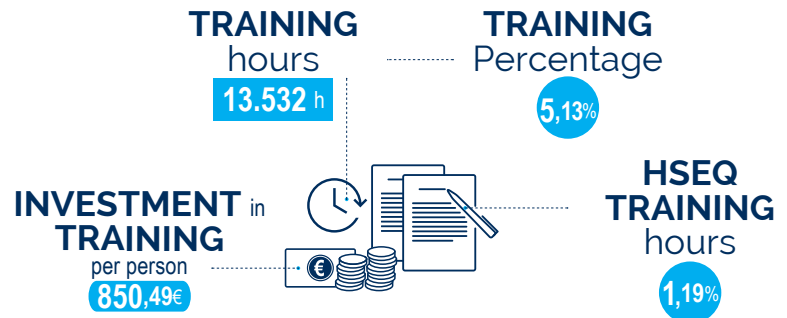 TRAINING
hours
13.532 h
TRAINING
Percentage
5,13%
INVESTMENT in
TRAINING
per person
850,49€
€
HSEQ
TRAINING
hours
1,19%